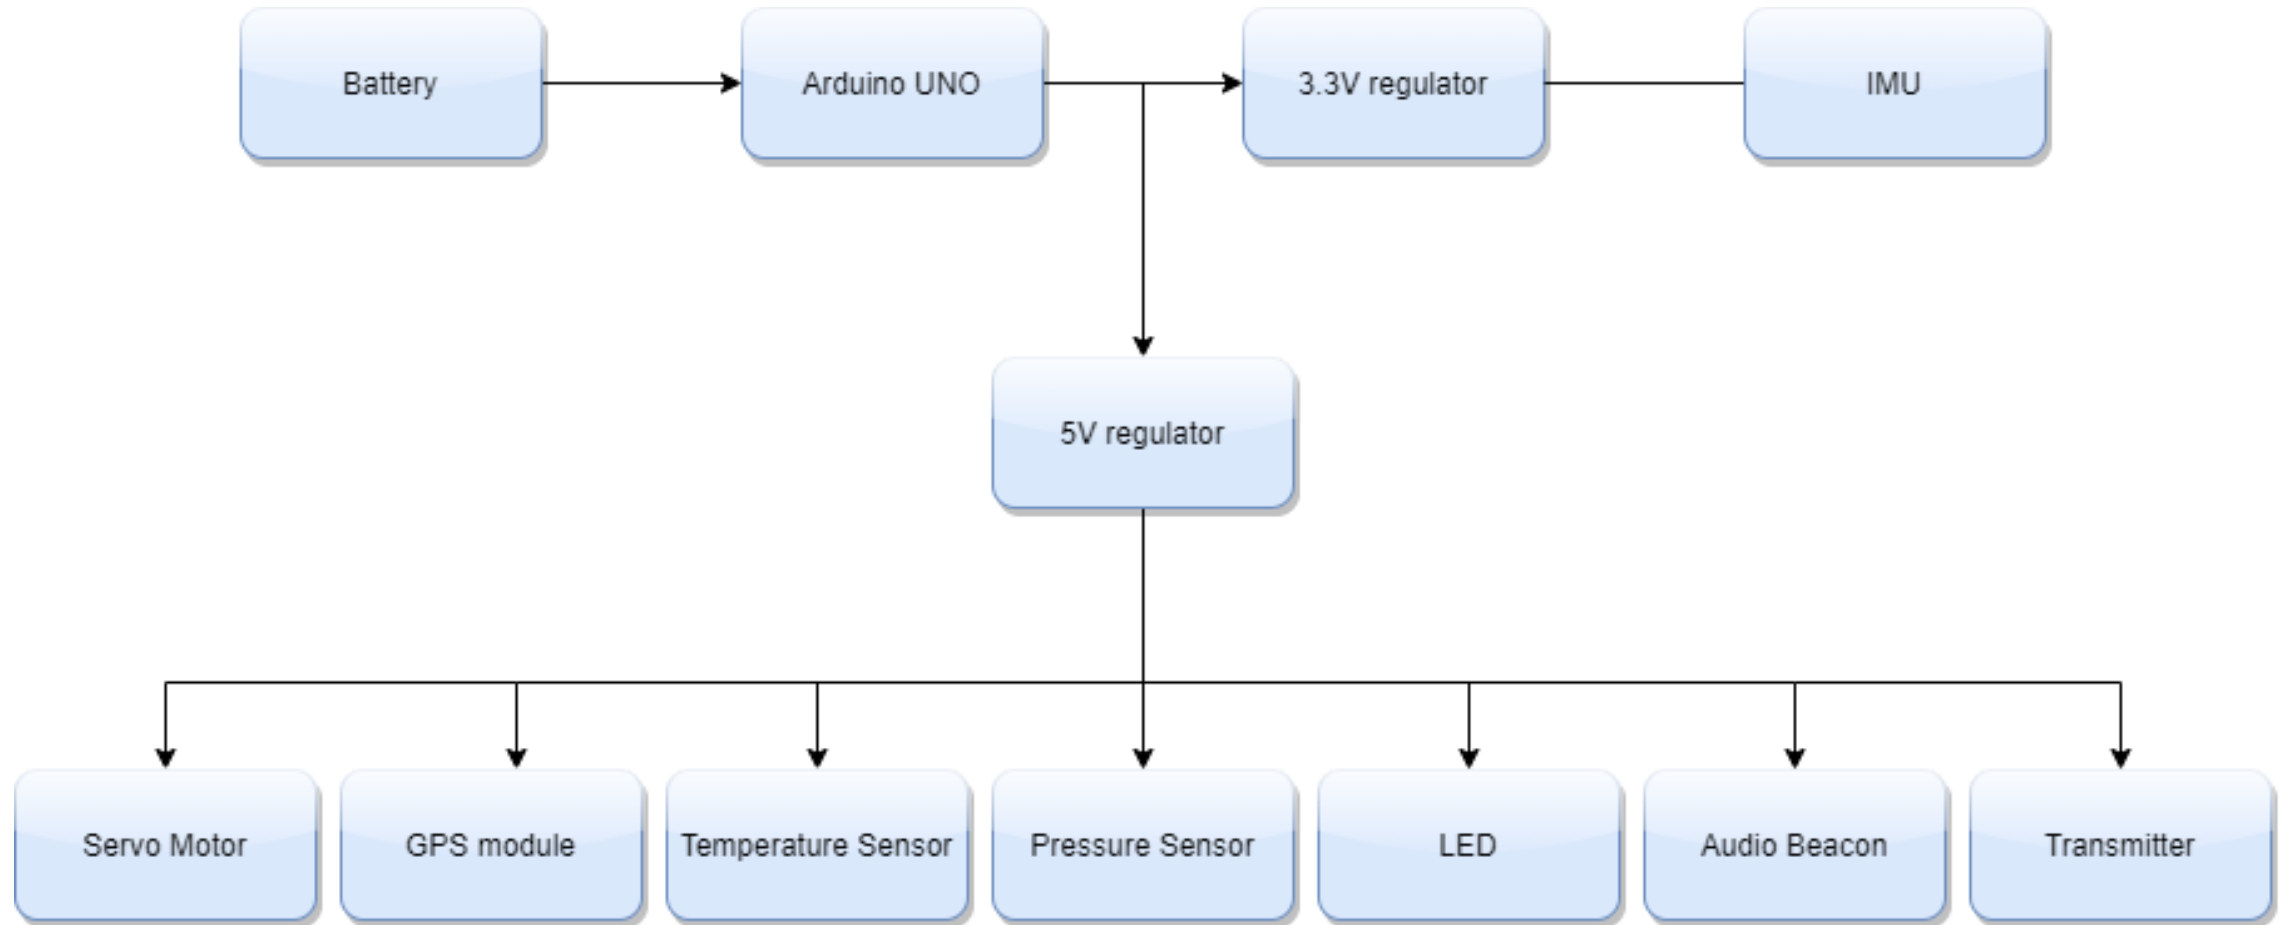 Battery
Arduino UNO
3.3V regulator
IMU
5V regulator
Servo Motor
GPS module
Temperature Sensor
Pressure Sensor
LED
Audio Beacon
Transmitter